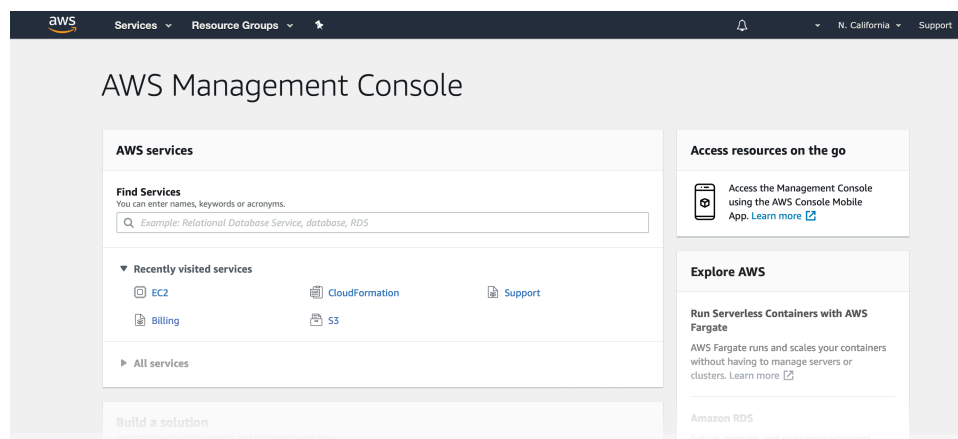 aws
Services
Resource Groups
N. California
Support
AWS Management Console
AWS services
Find Services
You can enter names, keywords or acronyms.
Example: Relational Database Service, database, RDS
Recently visited services
EC2
CloudFormation
Support
Billing
S3
All services
Build a solution
Access resources on the go
Access the Management Console
using the AWS Console Mobile
App. Learn more
Explore AWS
Run Serverless Containers with AWS
Fargate
AWS Fargate runs and scales your containers
without having to manage servers or
clusters. Learn more
Amazon RDS